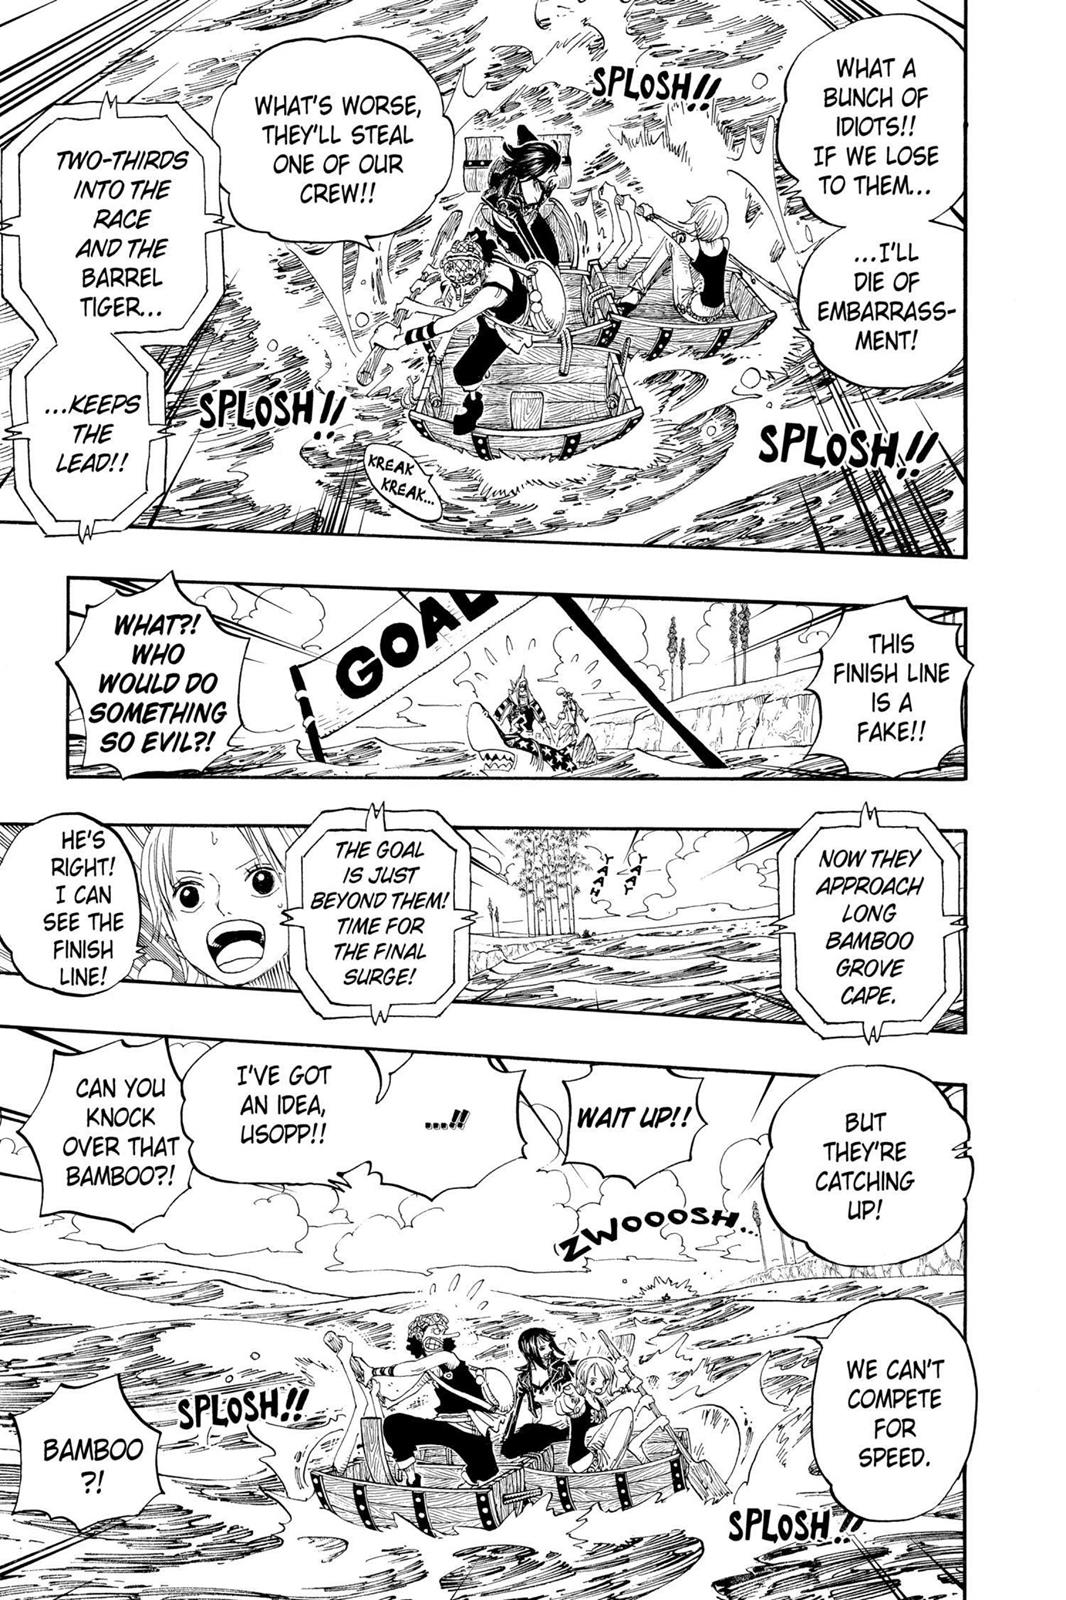 WHAT A
BUNCH OF
IDIOTS!!
IF WE LOSE
TO THEM...
...I'LL
DIE OF
EMBARRASS-
MENT!
SPLOSH!!
WHAT'S WORSE,
THEY'LL STEAL
ONE OF OUR
CREW!!
TWO-THIRDS
INTO THE
RACE
AND THE
BARREL
TIGER...
...KEEPS
THE
LEAD!!
SPLOSH!!
SPLOSH!!
KREAK
KREAK...
THIS
FINISH LINE
IS A
FAKE!!
GOAL
WHAT?!
WHO
WOULD DO
SOMETHING
SO EVIL?!
NOW THEY
APPROACH
LONG
BAMBOO
GROVE
CAPE.
YAAAY
YAAAH
THE GOAL
IS JUST
BEYOND THEM!
TIME FOR
THE FINAL
SURGE!
HE'S
RIGHT!
I CAN
SEE THE
FINISH
LINE!
BUT
THEY'RE
CATCHING
UP!
WAIT UP!!
...!!
I'VE GOT
AN IDEA,
USOPP!!
CAN YOU
KNOCK
OVER THAT
BAMBOO?!
ZWOOOSH...
WE CAN'T
COMPETE
FOR
SPEED.
SPLOSH!!
BAMBOO
?!
SPLOSH!!